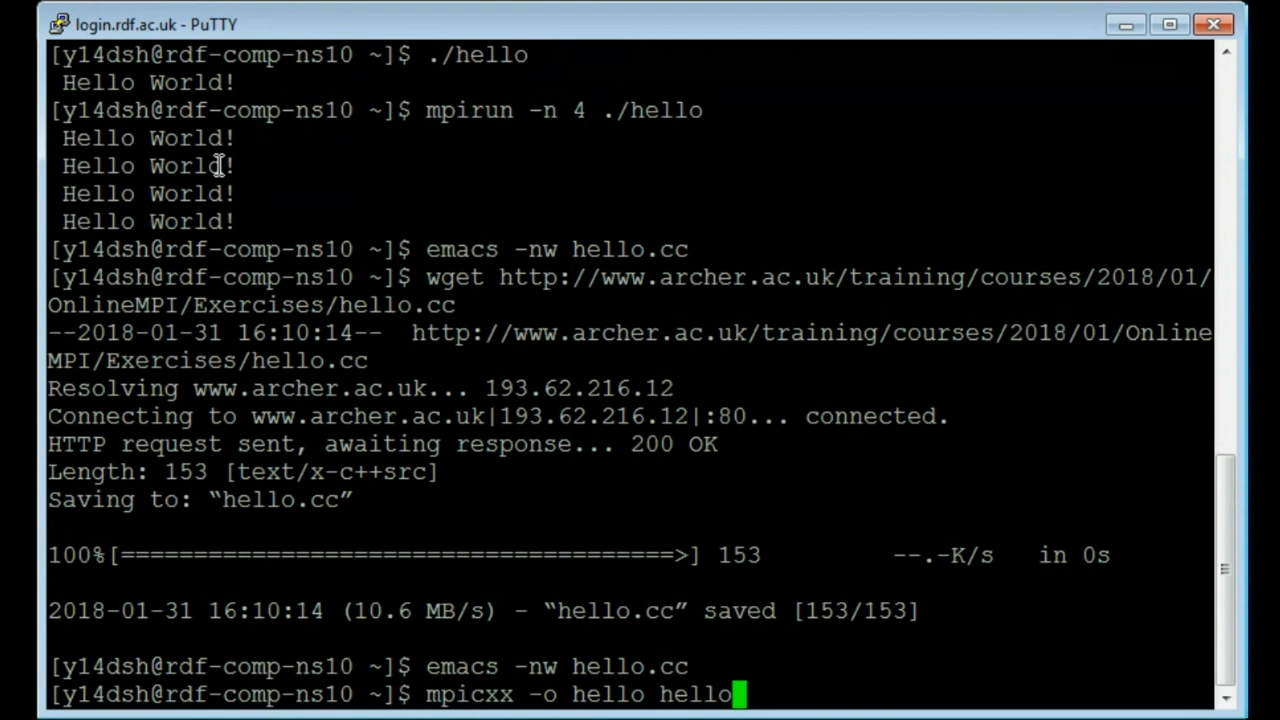 login.rdf.ac.uk - PuTTY
[y14dsh@rdf-comp-ns10 ~]$ ./hello
Hello World!
[y14dsh@rdf-comp-ns10 ~]$ mpirun -n 4 ./hello
Hello World!
Hello World!
Hello World!
Hello World!
[y14dsh@rdf-comp-ns10 ~]$ emacs -nw hello.cc
[y14dsh@rdf-comp-ns10 ~]$ wget http://www.archer.ac.uk/training/courses/2018/01/
OnlineMPI/Exercises/hello.cc
--2018-01-31 16:10:14--  http://www.archer.ac.uk/training/courses/2018/01/Online
MPI/Exercises/hello.cc
Resolving www.archer.ac.uk... 193.62.216.12
Connecting to www.archer.ac.uk|193.62.216.12|:80... connected.
HTTP request sent, awaiting response... 200 OK
Length: 153 [text/x-c++src]
Saving to: “hello.cc”
100%[======================================>] 153         --.-K/s   in 0s
2018-01-31 16:10:14 (10.6 MB/s) - “hello.cc” saved [153/153]
[y14dsh@rdf-comp-ns10 ~]$ emacs -nw hello.cc
[y14dsh@rdf-comp-ns10 ~]$ mpicxx -o hello hello